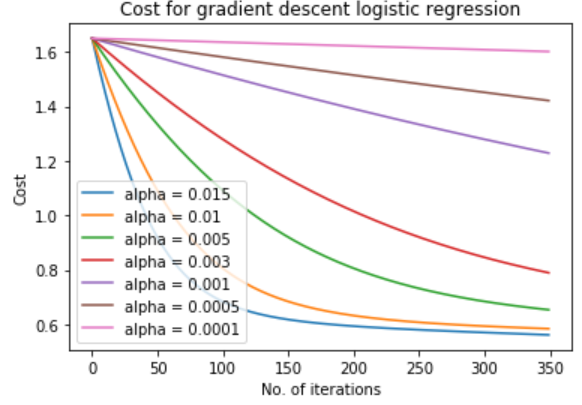 Cost for gradient descent logistic regression
1.6
1.4
1.2
1.0
0.8
0.6
Cost
alpha = 0.015
alpha = 0.01
alpha = 0.005
alpha = 0.003
alpha = 0.001
alpha = 0.0005
alpha = 0.0001
0 50 100 150 200 250 300 350
No. of iterations